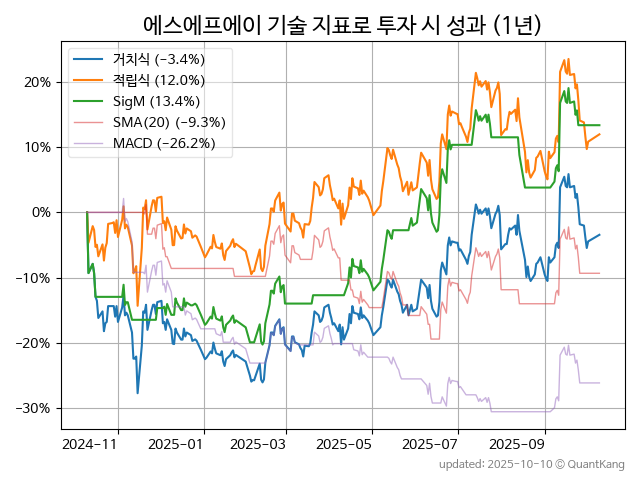 에스에프에이 기술 지표로 투자 시 성과 (1년)
거치식 (−3.4%)
적립식 (12.0%)
SigM (13.4%)
SMA(20) (−9.3%)
MACD (−26.2%)
20%
10%
0%
−10%
−20%
−30%
2024-11
2025-01
2025-03
2025-05
2025-07
2025-09
updated: 2025-10-10 © QuantKang